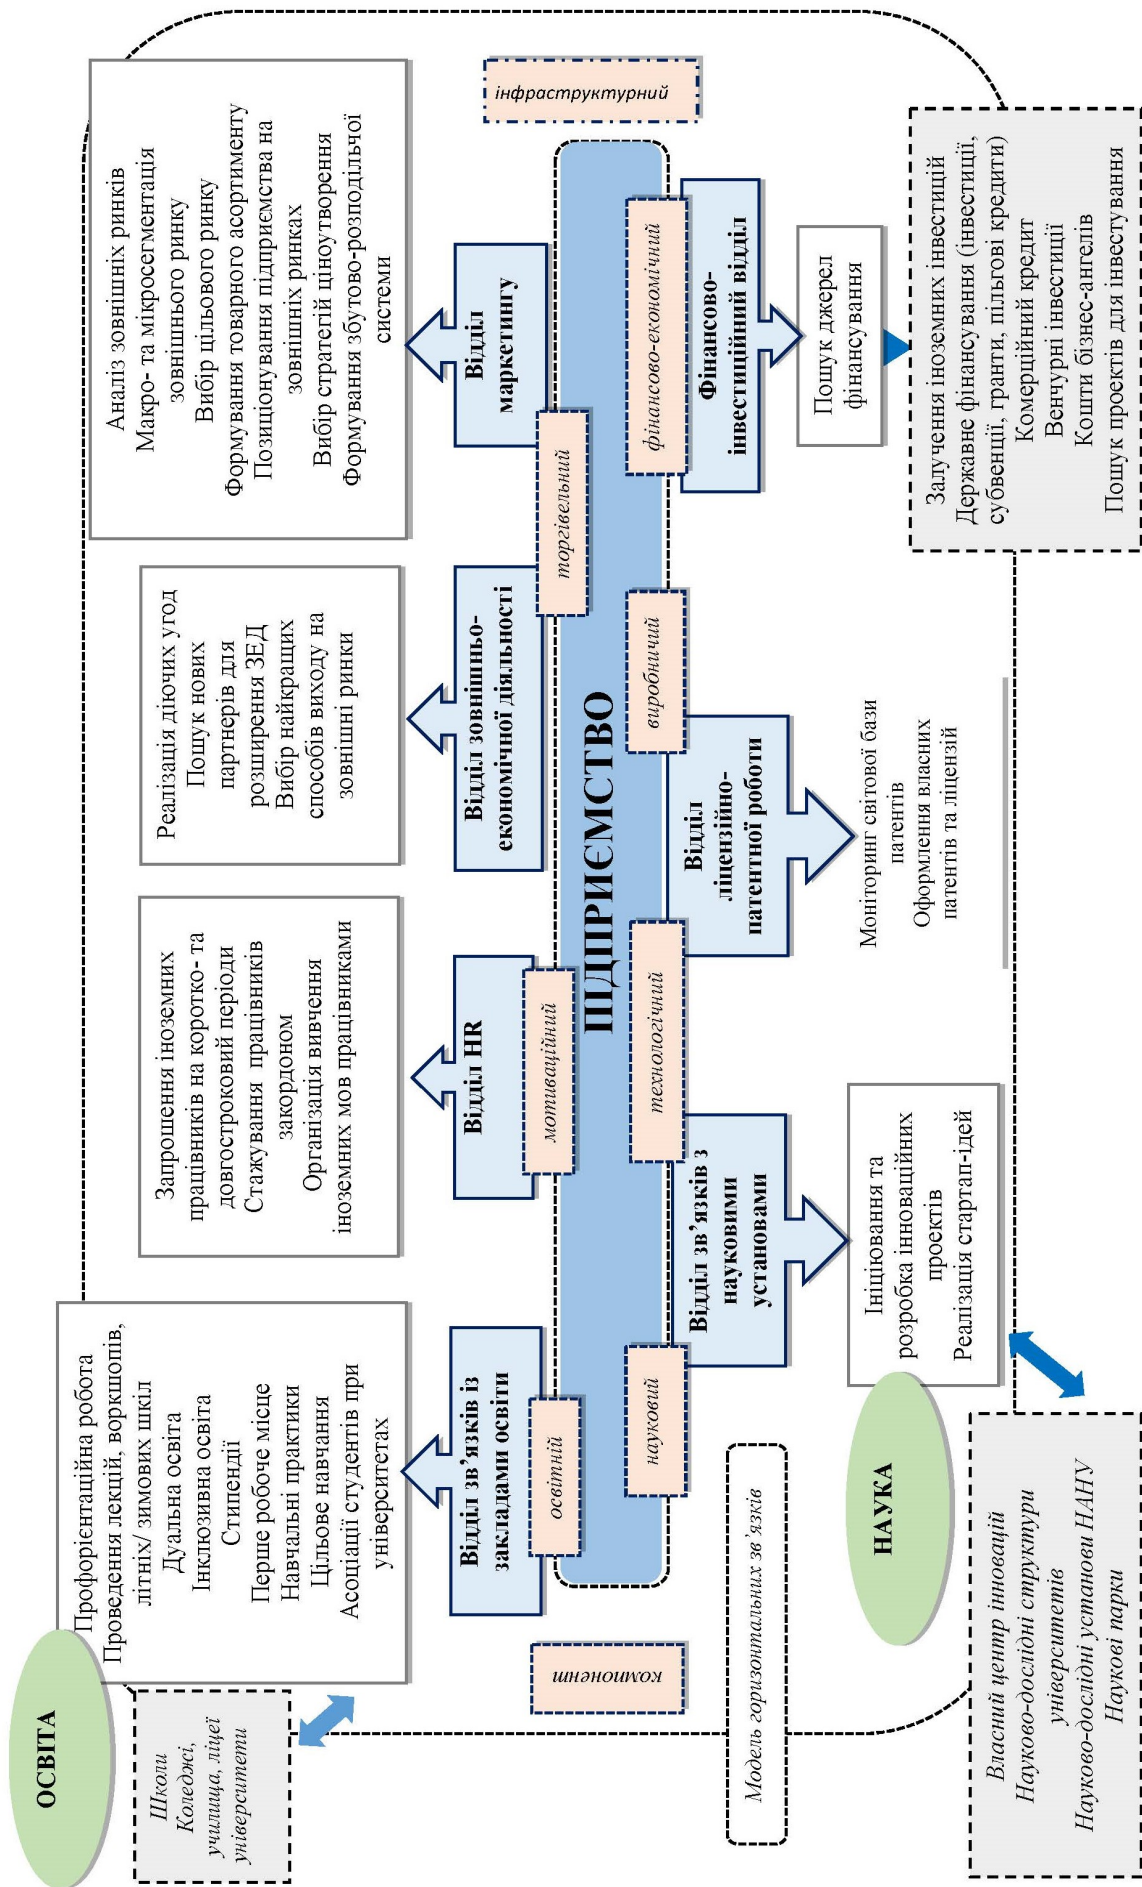 ОСВІТА
Школи
Коледжі,
училища, ліцеї
університети
Профорієнтаційна робота
Проведення лекцій, воркшопів,
літніх/ зимових шкіл
Дуальна освіта
Інклюзивна освіта
Стипендії
Перше робоче місце
Навчальні практики
Цільове навчання
Асоціації студентів при
університетах
Запрошення іноземних
працівників на коротко- та
довгостроковий періоди
Стажування працівників
закордоном
Організація вивчення
іноземних мов працівниками
Реалізація діючих угод
Пошук нових
партнерів для
розширення ЗЕД
Вибір найкращих
способів виходу на
зовнішні ринки
Аналіз зовнішніх ринків
Макро- та мікросегментація
зовнішнього ринку
Вибір цільового ринку
Формування товарного асортименту
Позиціонування підприємства на
зовнішніх ринках
Вибір стратегій ціноутворення
Формування збутово-розподільчої
системи
Відділ зв’язків із
закладами освіти
Відділ HR
Відділ зовнішньо-
економічної діяльності
Відділ
маркетингу
компонент
освітній
мотиваційний
торгівельний
інфраструктурний
ПІДПРИЄМСТВО
науковий
технологічний
виробничий
фінансово-економічний
Відділ зв’язків з
науковими
установами
Відділ
ліцензійно-
патентної роботи
Фінансово-
інвестиційний відділ
Модель горизонтальних зв’язків
Пошук джерел
фінансування
НАУКА
Ініціювання та
розробка інноваційних
проектів
Реалізація стартап-ідей
Моніторинг світової бази
патентів
Оформлення власних
патентів та ліцензій
Залучення іноземних інвестицій
Державне фінансування (інвестиції,
субвенції, гранти, пільгові кредити)
Комерційний кредит
Венчурні інвестиції
Кошти бізнес-ангелів
Пошук проектів для інвестування
Власний центр інновацій
Науково-дослідні структури
університетів
Науково-дослідні установи НАНУ
Наукові парки